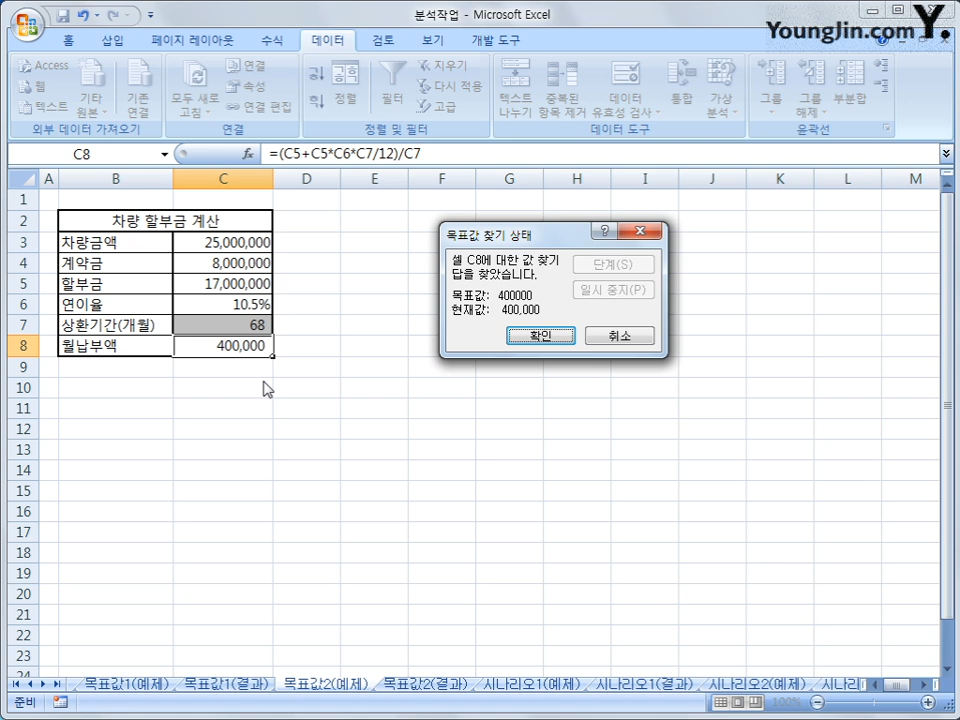 분석작업 - Microsoft Excel
YoungJin.com Y.
홈 삽입 페이지 레이아웃 수식 데이터 검토 보기 개발 도구
Access
웹
텍스트
기타 원본
기존 연결
외부 데이터 가져오기
모두 새로 고침
연결
속성
연결 편집
연결
정렬
필터
지우기
다시 적용
고급
정렬 및 필터
텍스트 나누기
중복된 항목 제거
데이터 유효성 검사
통합
가상 분석
데이터 도구
그룹
그룹 해제
부분합
윤곽선
C8 fx =(C5+C5*C6*C7/12)/C7
A B C D E F G H I J K L M
1
2 차량 할부금 계산
3 차량금액 25,000,000
4 계약금 8,000,000
5 할부금 17,000,000
6 연이율 10.5%
7 상환기간(개월) 68
8 월납부액 400,000
9
10
11
12
13
14
15
16
17
18
19
20
21
22
23
24
목표값 찾기 상태
셀 C8에 대한 값 찾기
답을 찾았습니다.
목표값: 400000
현재값: 400,000
단계(S)
일시 중지(P)
확인 취소
목표값1(예제) 목표값1(결과) 목표값2(예제) 목표값2(결과) 시나리오1(예제) 시나리오1(결과) 시나리오2(예제) 시나리
준비 100%